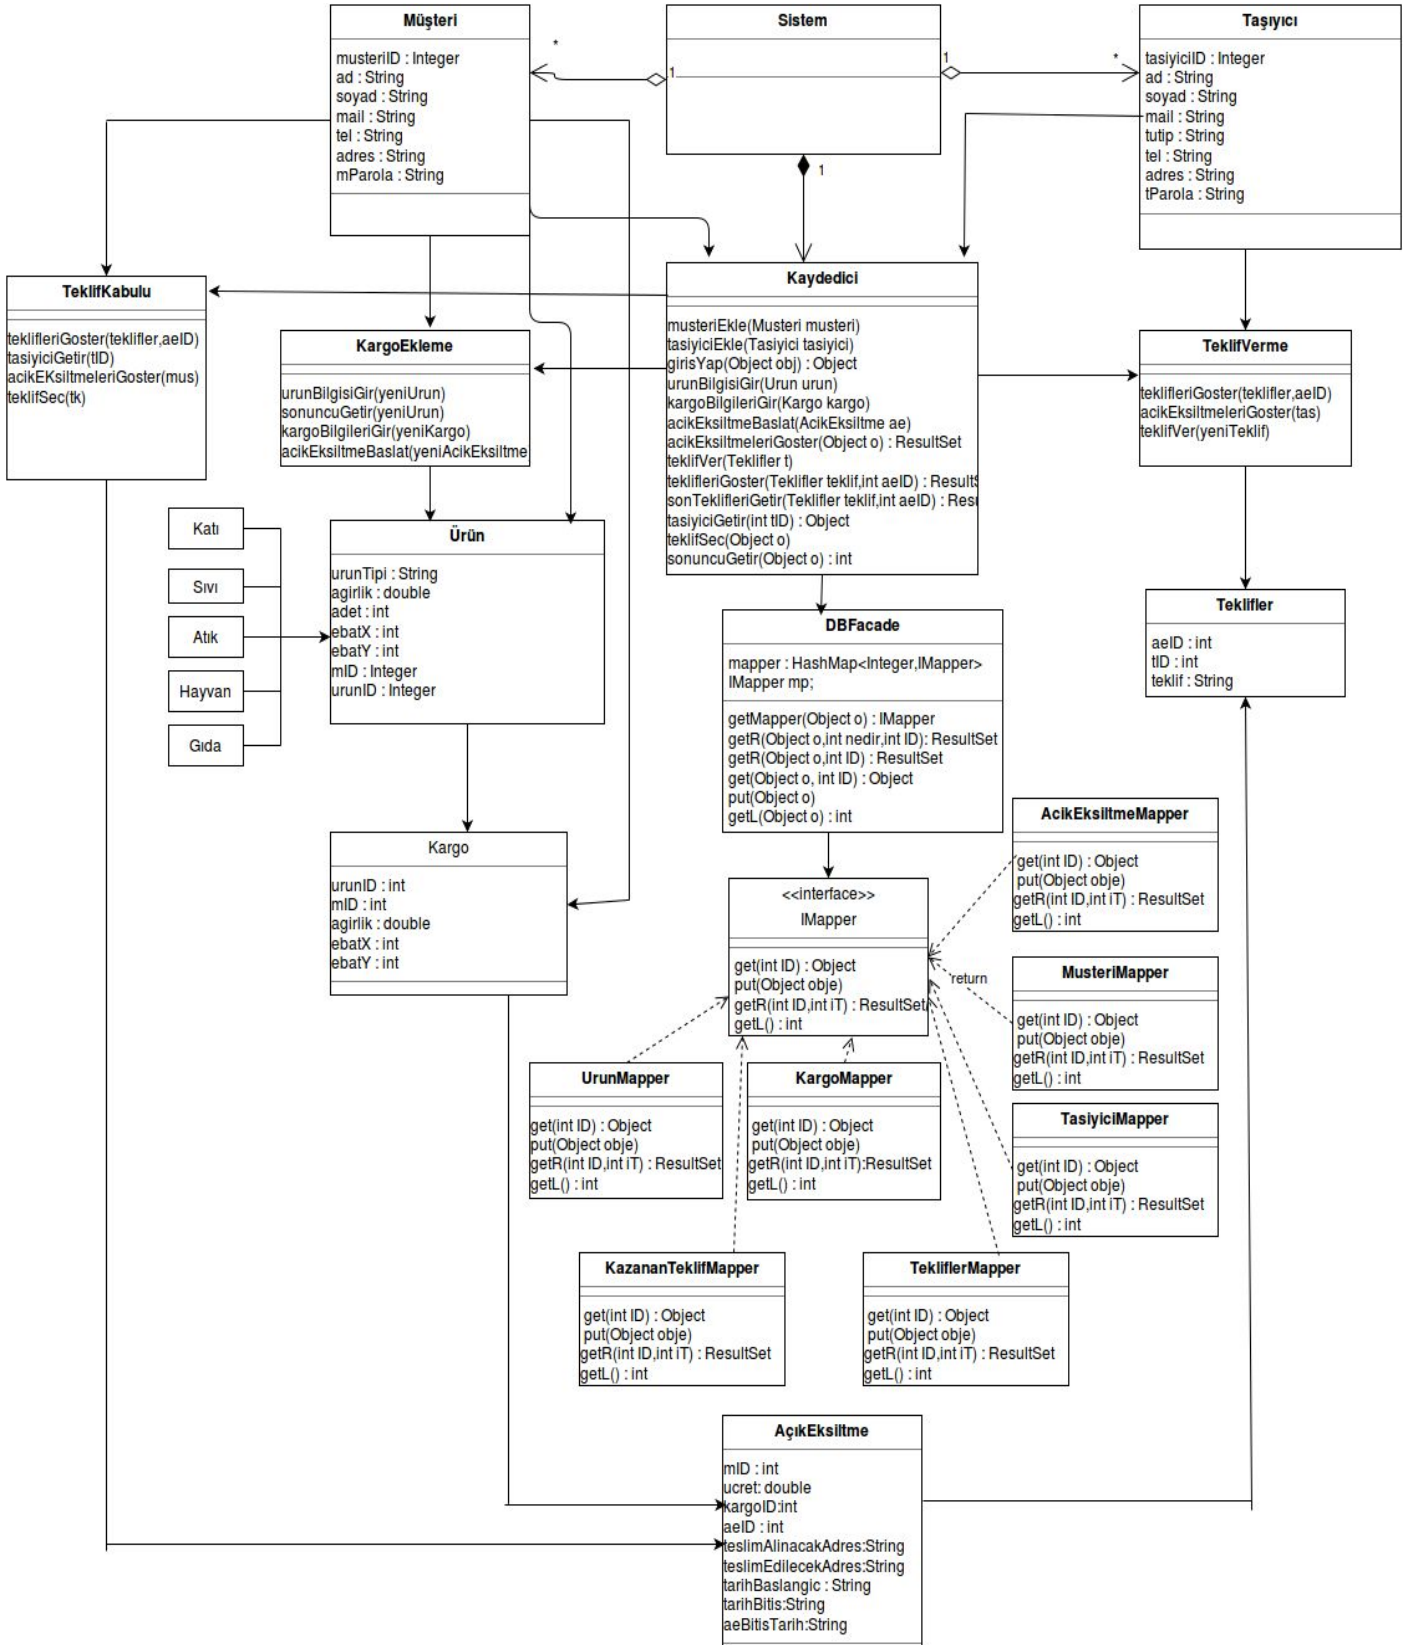 Müşteri
musteriID : Integer
ad : String
soyad : String
mail : String
tel : String
adres : String
mParola : String
*
1
Sistem
1
*
1
Taşıyıcı
tasiyiciID : Integer
ad : String
soyad : String
mail : String
tutip : String
tel : String
adres : String
tParola : String
TeklifKabulu
teklifleriGoster(teklifler,aeID)
tasiyiciGetir(tID)
acikEKsiltmeleriGoster(mus)
teklifSec(tk)
KargoEkleme
urunBilgisiGir(yeniUrun)
sonuncuGetir(yeniUrun)
kargoBilgileriGir(yeniKargo)
acikEksiltmeBaslat(yeniAcikEksiltme
Kaydedici
musteriEkle(Musteri musteri)
tasiyiciEkle(Tasiyici tasiyici)
girisYap(Object obj) : Object
urunBilgisiGir(Urun urun)
kargoBilgileriGir(Kargo kargo)
acikEksiltmeBaslat(AcikEksiltme ae)
acikEksiltmeleriGoster(Object o) : ResultSet
teklifVer(Teklifler t)
teklifleriGoster(Teklifler teklif,int aeID) : ResultS
sonTeklifleriGetir(Teklifler teklif,int aeID) : Resu
tasiyiciGetir(int tID) : Object
teklifSec(Object o)
sonuncuGetir(Object o) : int
TeklifVerme
teklifleriGoster(teklifler,aeID)
acikEksiltmeleriGoster(tas)
teklifVer(yeniTeklif)
Katı
Sıvı
Atık
Hayvan
Gıda
Ürün
urunTipi : String
agirlik : double
adet : int
ebatX : int
ebatY : int
mID : Integer
urunID : Integer
DBFacade
mapper : HashMap<Integer,IMapper>
IMapper mp;
getMapper(Object o) : IMapper
getR(Object o,int nedir,int ID): ResultSet
getR(Object o,int ID) : ResultSet
get(Object o, int ID) : Object
put(Object o)
getL(Object o) : int
Teklifler
aeID : int
tID : int
teklif : String
Kargo
urunID : int
mID : int
agirlik : double
ebatX : int
ebatY : int
<<interface>>
IMapper
get(int ID) : Object
put(Object obje)
getR(int ID,int iT) : ResultSet
getL() : int
AcikEksiltmeMapper
get(int ID) : Object
put(Object obje)
getR(int ID,int iT) : ResultSet
getL() : int
return
MusteriMapper
get(int ID) : Object
put(Object obje)
getR(int ID,int iT) : ResultSet
getL() : int
UrunMapper
get(int ID) : Object
put(Object obje)
getR(int ID,int iT) : ResultSet
getL() : int
KargoMapper
get(int ID) : Object
put(Object obje)
getR(int ID,int iT):ResultSet
getL() : int
TasiyiciMapper
get(int ID) : Object
put(Object obje)
getR(int ID,int iT) : ResultSet
getL() : int
KazananTeklifMapper
get(int ID) : Object
put(Object obje)
getR(int ID,int iT) : ResultSet
getL() : int
TekliflerMapper
get(int ID) : Object
put(Object obje)
getR(int ID,int iT) : ResultSet
getL() : int
AçıkEksiltme
mID : int
ucret: double
kargoID:int
aeID : int
teslimAlinacakAdres:String
teslimEdilecekAdres:String
tarihBaslangic : String
tarihBitis:String
aeBitisTarih:String